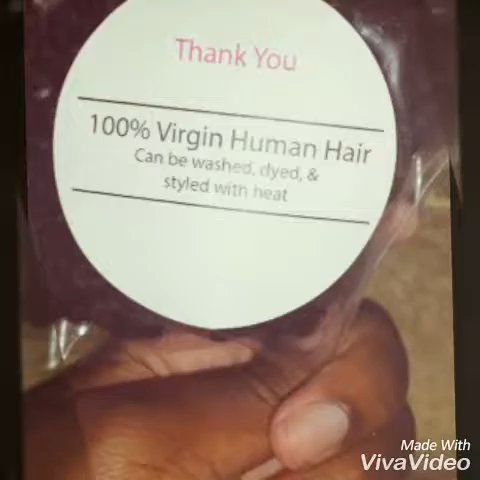 Thank You
100% Virgin Human Hair
Can be washed, dyed, &
styled with heat
Made With
VivaVideo